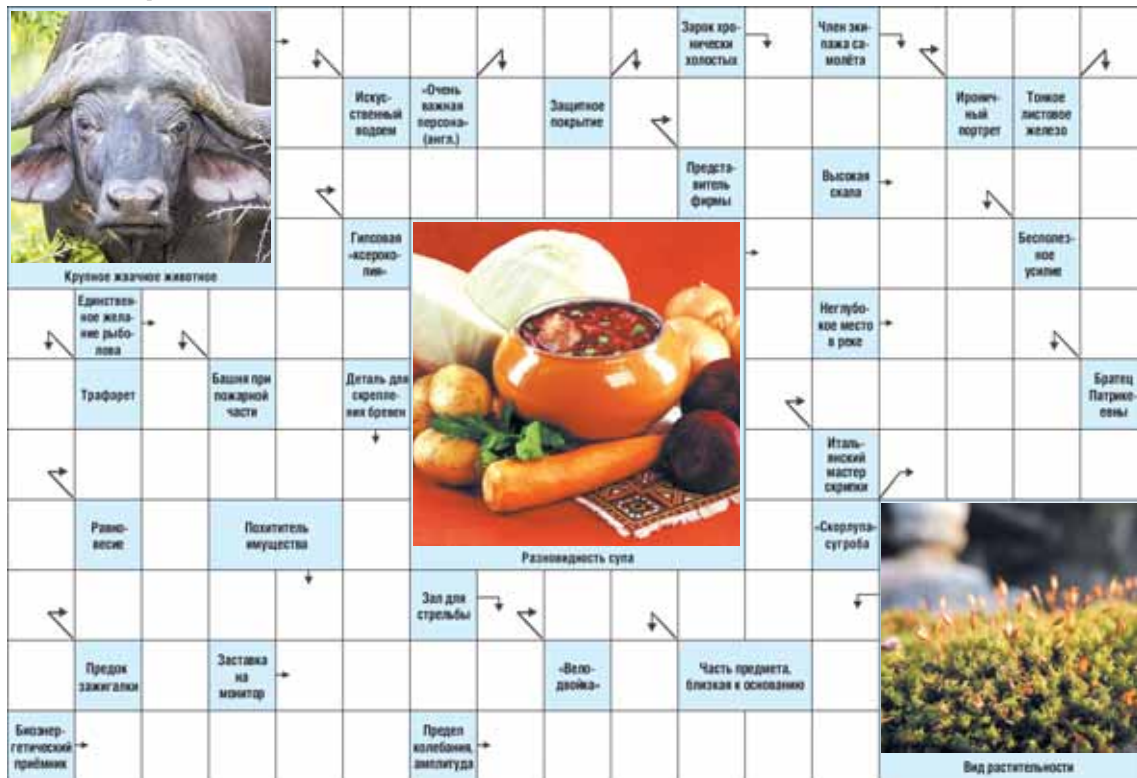 Зарок хро-
нически
холостых
Член эки-
пажа са-
молёта
Искус-
ственный
водоем
«Очень
важная
персона»
(англ.)
Защитное
покрытие
Иронич-
ный
портрет
Тонкое
листовое
железо
Предста-
витель
фирмы
Высокая
скала
Гипсовая
«ксероко-
пия»
Бесполез-
ное
усилие
Крупное жвачное животное
Единствен-
ное жела-
ние рыбо-
лова
Неглубо-
кое место
в реке
Трафарет
Башня при
пожарной
части
Деталь для
скрепле-
ния бревен
Братец
Патрике-
евны
Италь-
янский
мастер
скрипки
Равно-
весие
Похититель
имущества
«Скорлупа»
сугроба
Разновидность супа
Зал для
стрельбы
Предок
зажигалки
Заставка
на
монитор
«Вело-
двойка»
Часть предмета,
близкая к основанию
Биоэнер-
гетический
приёмник
Предел
колебания,
амплитуда
Вид растительности